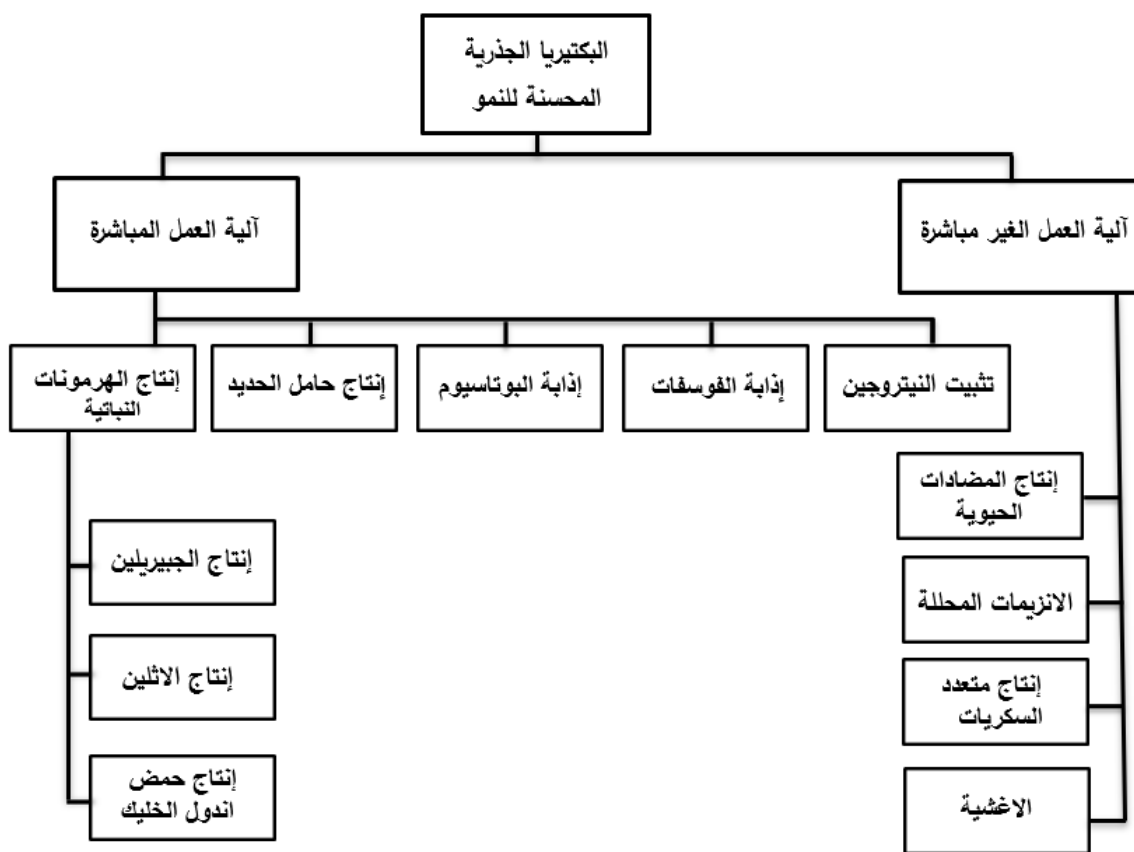 البكتيريا الجذرية
المحسنة للنمو
آلية العمل الغير مباشرة
آلية العمل المباشرة
تثبيت النيتروجين
إذابة الفوسفات
إذابة البوتاسيوم
إنتاج حامل الحديد
إنتاج الهرمونات
النباتية
إنتاج المضادات
الحيوية
الانزيمات المحللة
إنتاج متعدد
السكريات
الاغشية
إنتاج الجبيريلين
إنتاج الاثلين
إنتاج حمض
اندول الخليك